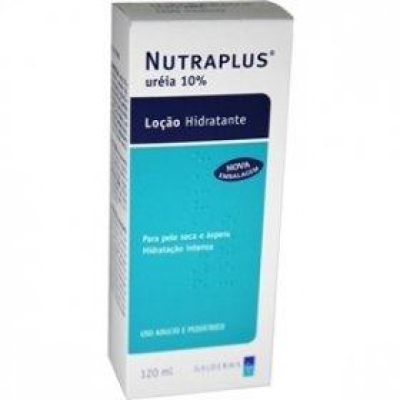 NUTRAPLUS®
uréia 10%
Loção Hidratante
NOVA
EMBALAGEM
Para pele seca e áspera
Hidratação Intensa
USO ADULTO E PEDIÁTRICO
120 ml
GALDERMA